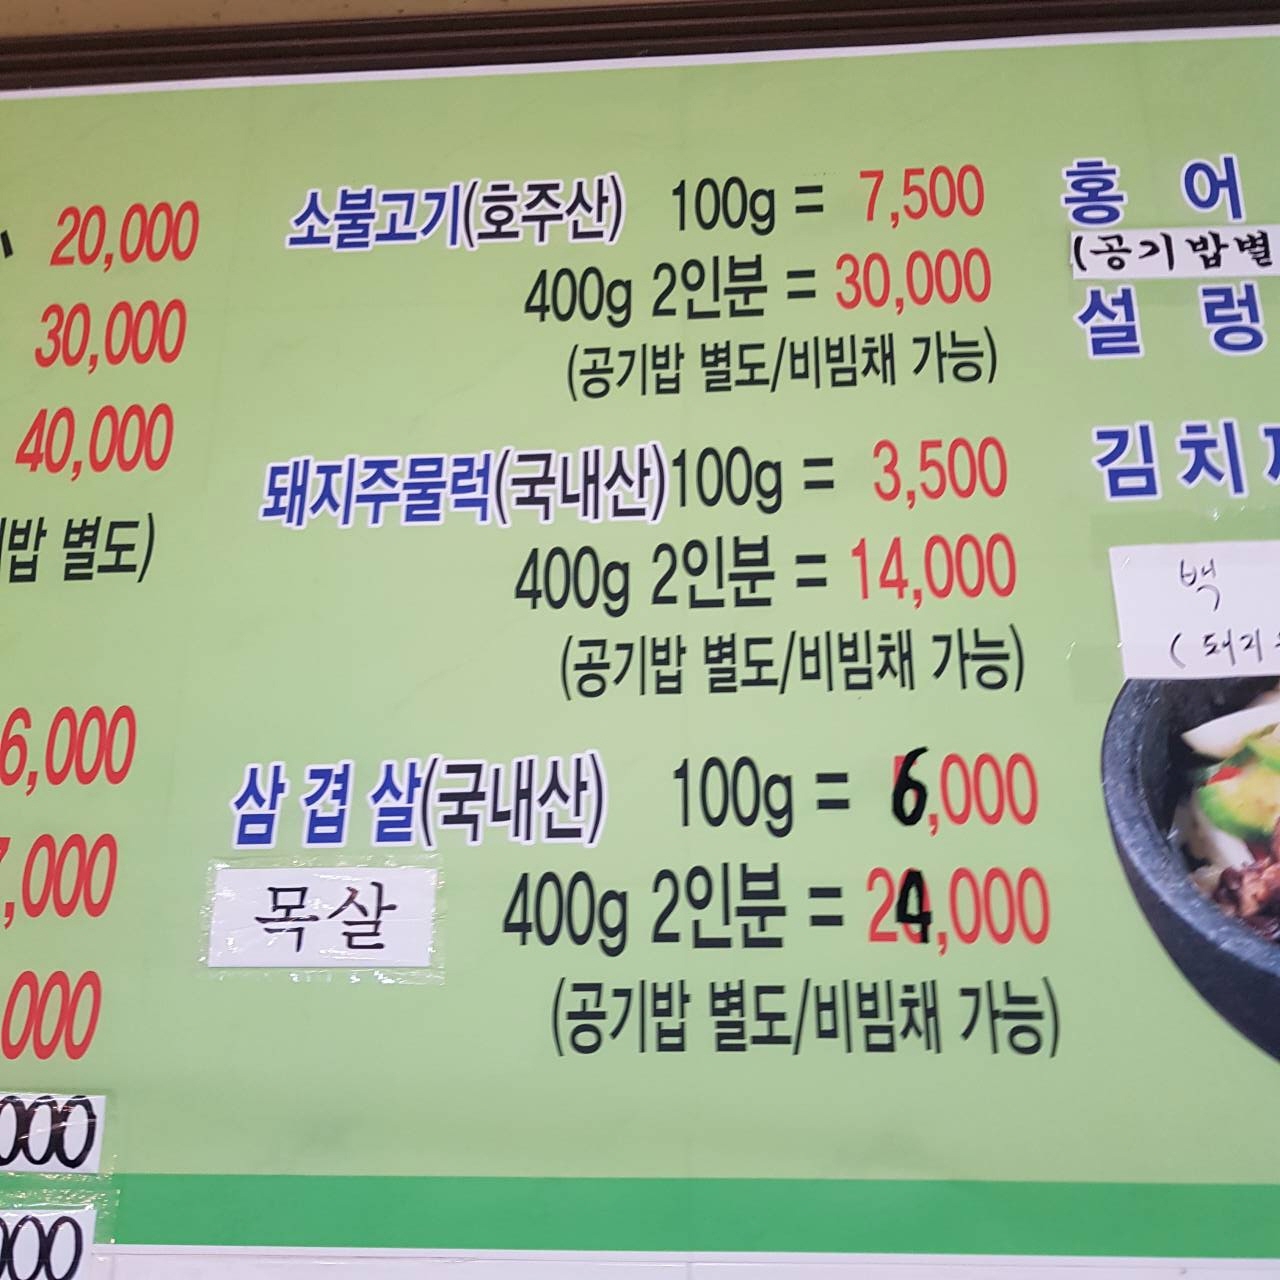 20,000
30,000
40,000
밥 별도)
6,000
,000
000
000
000
소불고기(호주산) 100g = 7,500
400g 2인분 = 30,000
(공기밥 별도/비빔채 가능)
돼지주물럭(국내산)100g = 3,500
400g 2인분 = 14,000
(공기밥 별도/비빔채 가능)
삼겹살(국내산) 100g = 6,000
목살 400g 2인분 = 24,000
(공기밥 별도/비빔채 가능)
홍 어
(공기밥별
설 렁
김 치
백
( 돼지